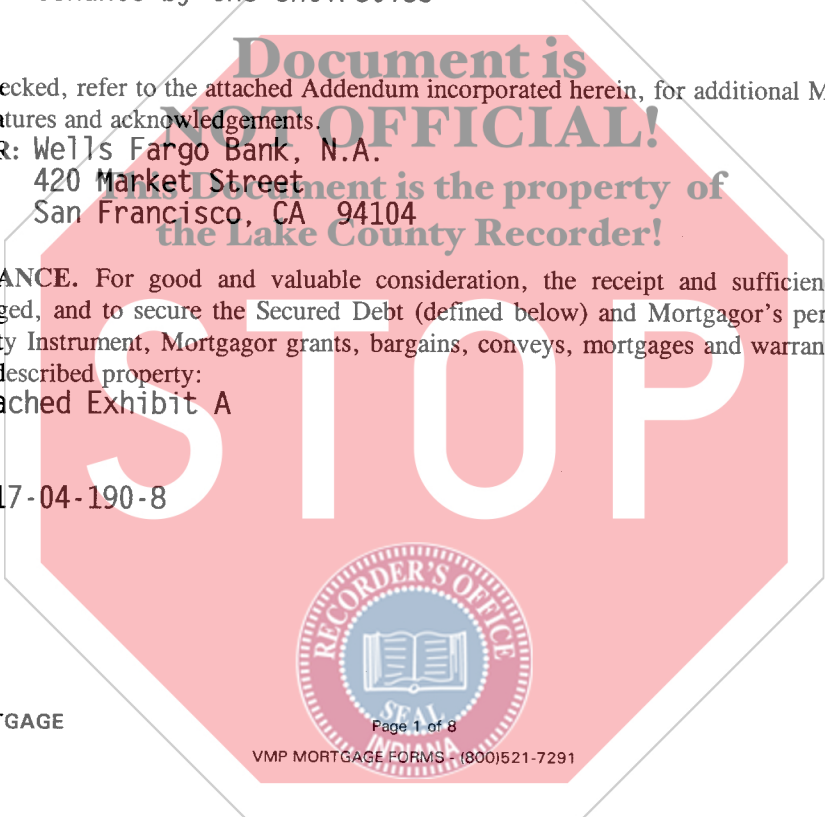 Document is
ecked, refer to the attached Addendum incorporated herein, for additional M
atures and acknowledgements.
NOT OFFICIAL!
R: Wells Fargo Bank, N.A.
420 Market Street
This Document is the property of
San Francisco, CA 94104
the Lake County Recorder!
ANCE. For good and valuable consideration, the receipt and sufficien
ged, and to secure the Secured Debt (defined below) and Mortgagor's per
ty Instrument, Mortgagor grants, bargains, conveys, mortgages and warran
described property:
ached Exhibit A
STOP
17-04-190-8
RECORDER'S OFFICE
SEAL
INDIANA
TGAGE
Page 1 of 8
VMP MORTGAGE FORMS - (800)521-7291